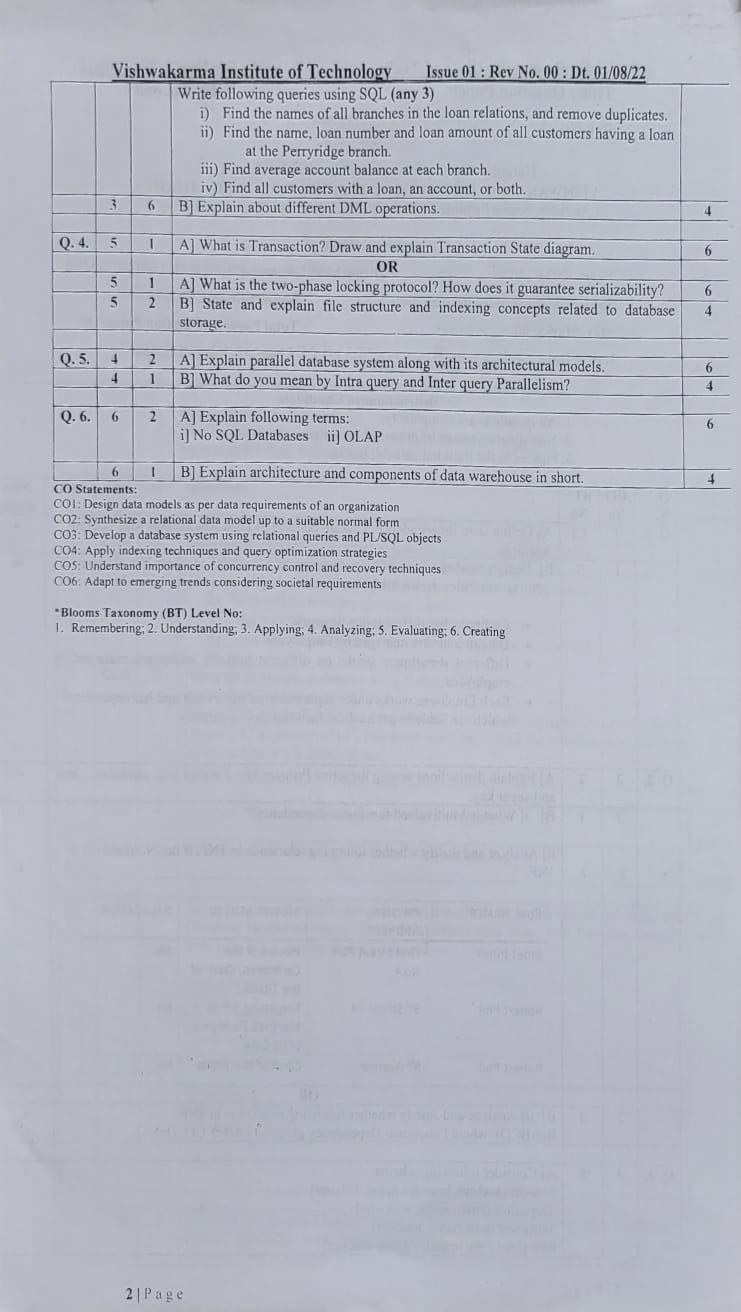 Vishwakarma Institute of Technology Issue 01 : Rev No. 00 : Dt. 01/08/22
Write following queries using SQL (any 3)
i) Find the names of all branches in the loan relations, and remove duplicates.
ii) Find the name, loan number and loan amount of all customers having a loan
at the Perryridge branch.
iii) Find average account balance at each branch.
iv) Find all customers with a loan, an account, or both.
3 6 B] Explain about different DML operations. 4
Q. 4. 5 1 A] What is Transaction? Draw and explain Transaction State diagram. 6
OR
5 1 A] What is the two-phase locking protocol? How does it guarantee serializability? 6
5 2 B] State and explain file structure and indexing concepts related to database 4
storage.
Q. 5. 4 2 A] Explain parallel database system along with its architectural models. 6
4 1 B] What do you mean by Intra query and Inter query Parallelism? 4
Q. 6. 6 2 A] Explain following terms: 6
i] No SQL Databases ii] OLAP
6 1 B] Explain architecture and components of data warehouse in short. 4
CO Statements:
CO1: Design data models as per data requirements of an organization
CO2: Synthesize a relational data model up to a suitable normal form
CO3: Develop a database system using relational queries and PL/SQL objects
CO4: Apply indexing techniques and query optimization strategies
CO5: Understand importance of concurrency control and recovery techniques
CO6: Adapt to emerging trends considering societal requirements
*Blooms Taxonomy (BT) Level No:
1. Remembering; 2. Understanding; 3. Applying; 4. Analyzing; 5. Evaluating; 6. Creating
2 | P a g e